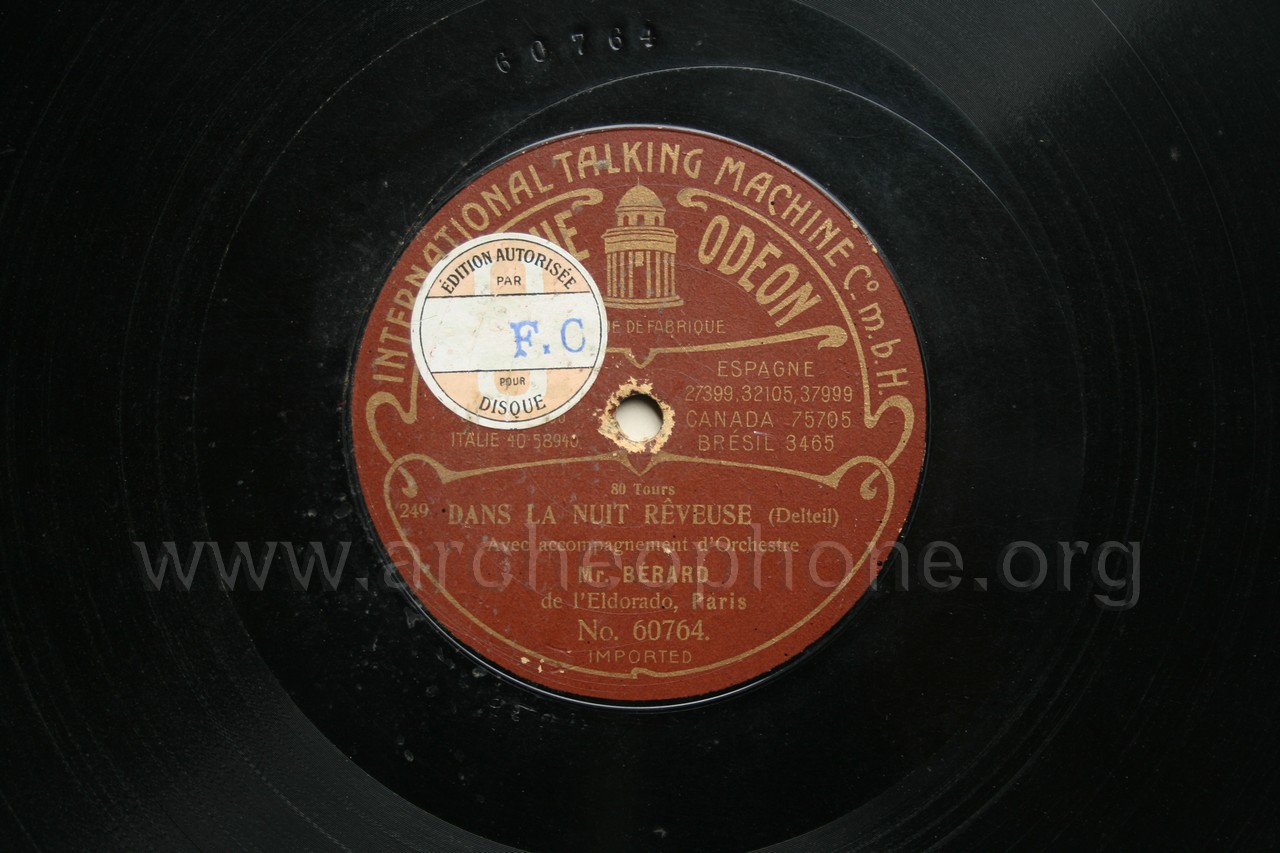 60764
INTERNATIONAL TALKING MACHINE Co. m.b.H.
ODEON
DE FABRIQUE
ÉDITION AUTORISÉE
PAR
F.C
POUR
DISQUE
ESPAGNE
27399, 32105, 37999
CANADA 75705
ITALIE 40 58940
BRÉSIL 3465
80 Tours
249 DANS LA NUIT RÊVEUSE (Delteil)
Avec accompagnement d'Orchestre
Mr. BÉRARD
de l'Eldorado, Paris
No. 60764.
IMPORTED
www.archeophone.org